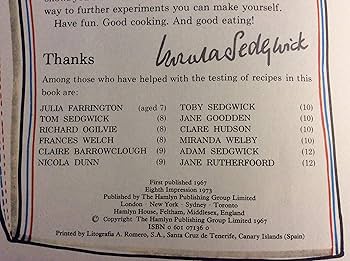 way to further experiments you can make yourself.
Have fun. Good cooking. And good eating!
Ursula Sedgwick
Thanks
Among those who have helped with the testing of recipes in this
book are:
JULIA FARRINGTON (aged 7) TOBY SEDGWICK (10)
TOM SEDGWICK (8) JANE GOODDEN (10)
RICHARD OGILVIE (8) CLARE HUDSON (10)
FRANCES WELCH (8) MIRANDA WELBY (10)
CLAIRE BARROWCLOUGH (9) ADAM SEDGWICK (12)
NICOLA DUNN (9) JANE RUTHERFOORD (12)
First published 1967
Eighth Impression 1973
Published by The Hamlyn Publishing Group Limited
London · New York · Sydney · Toronto
Hamlyn House, Feltham, Middlesex, England
© Copyright The Hamlyn Publishing Group Limited 1967
ISBN 0 601 07136 0
Printed by Litografia A. Romero, S.A., Santa Cruz de Tenerife, Canary Islands (Spain)